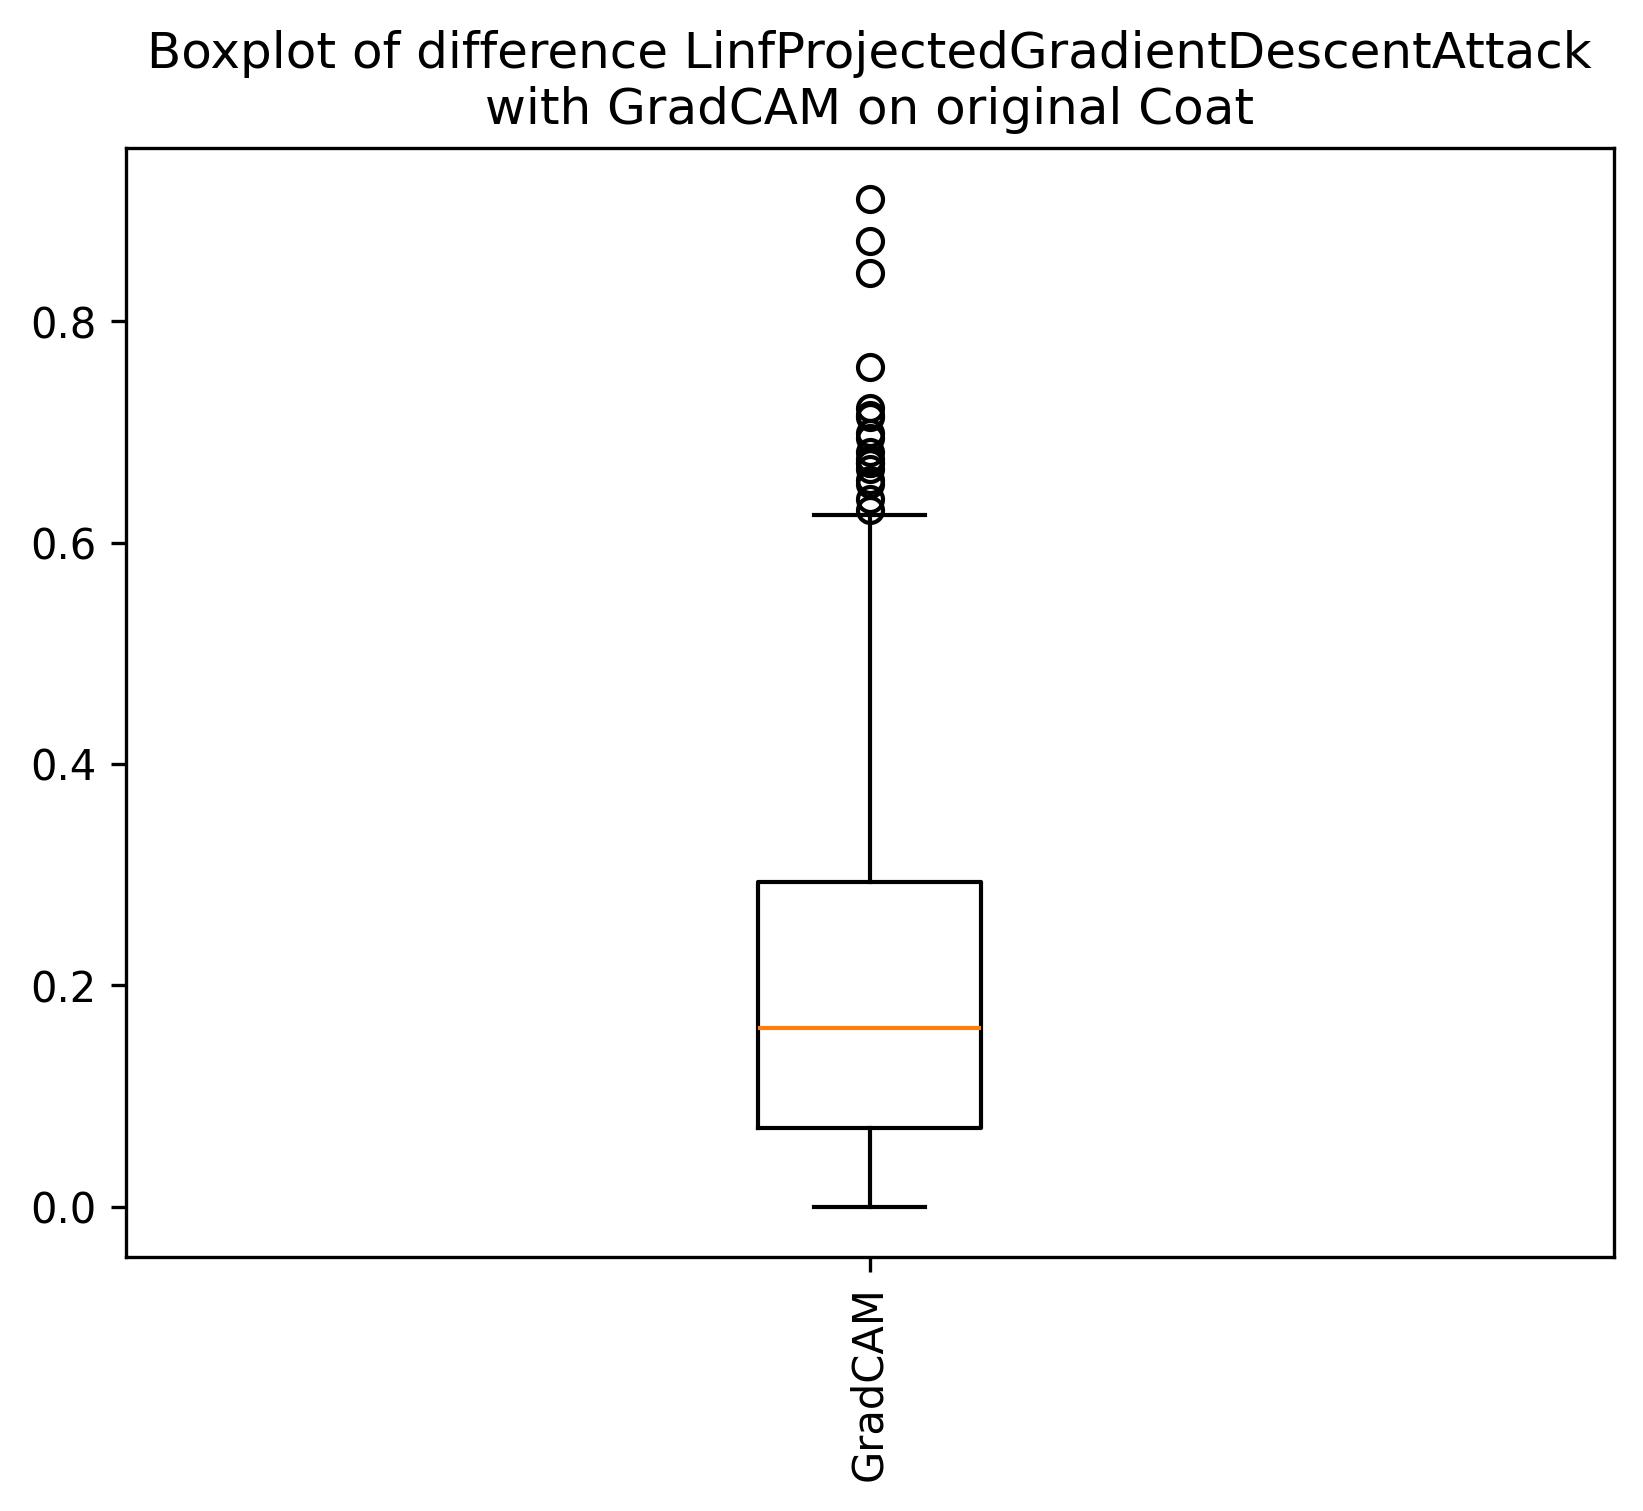 Boxplot of difference LinfProjectedGradientDescentAttack
with GradCAM on original Coat
0.8
0.6
0.4
0.2
0.0
GradCAM